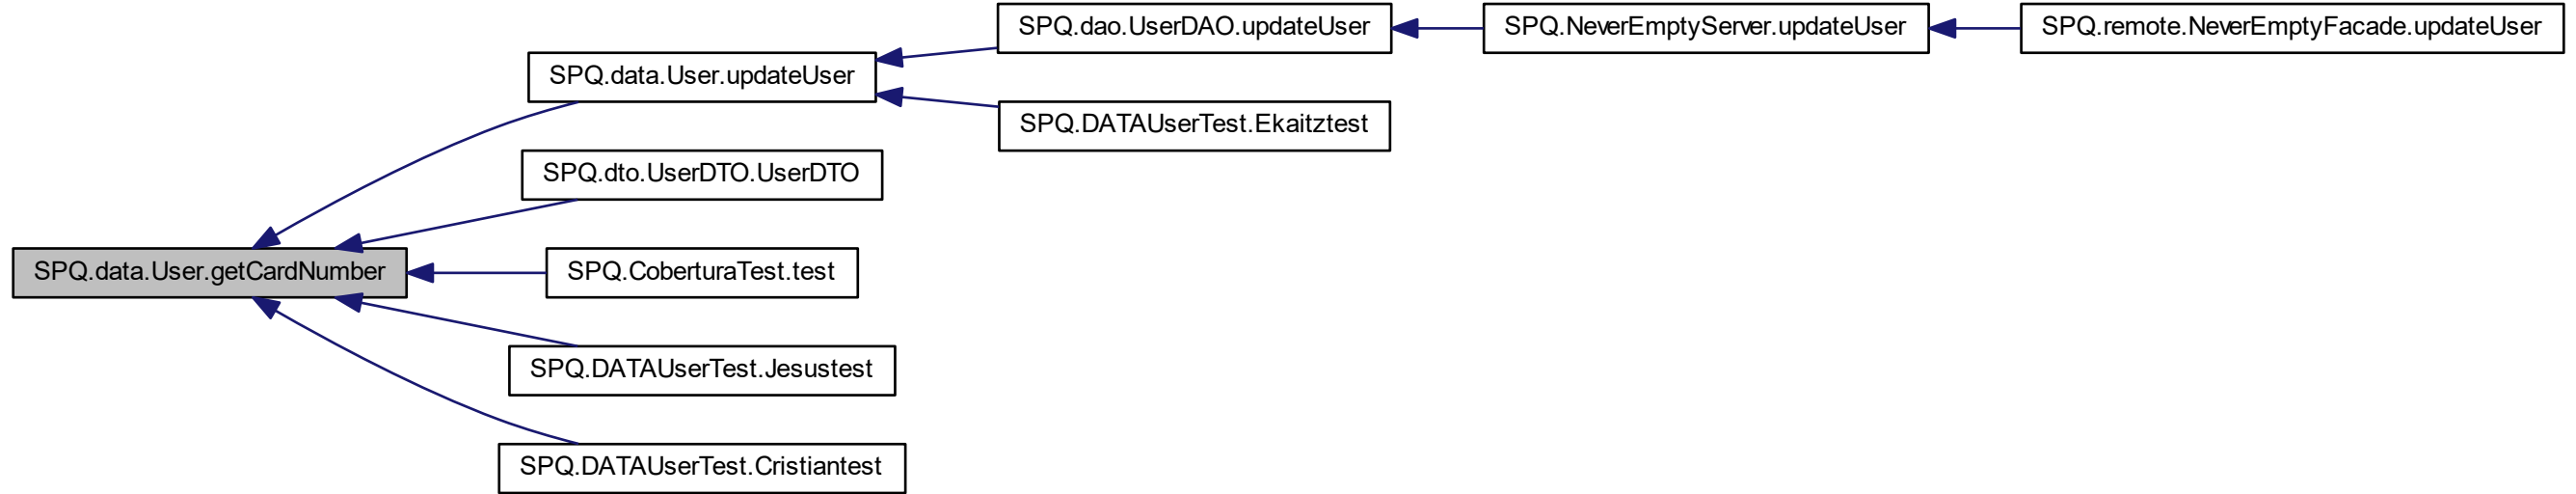 SPQ.dao.UserDAO.updateUser
SPQ.NeverEmptyServer.updateUser
SPQ.remote.NeverEmptyFacade.updateUser
SPQ.data.User.updateUser
SPQ.DATAUserTest.Ekaitztest
SPQ.dto.UserDTO.UserDTO
SPQ.data.User.getCardNumber
SPQ.CoberturaTest.test
SPQ.DATAUserTest.Jesustest
SPQ.DATAUserTest.Cristiantest